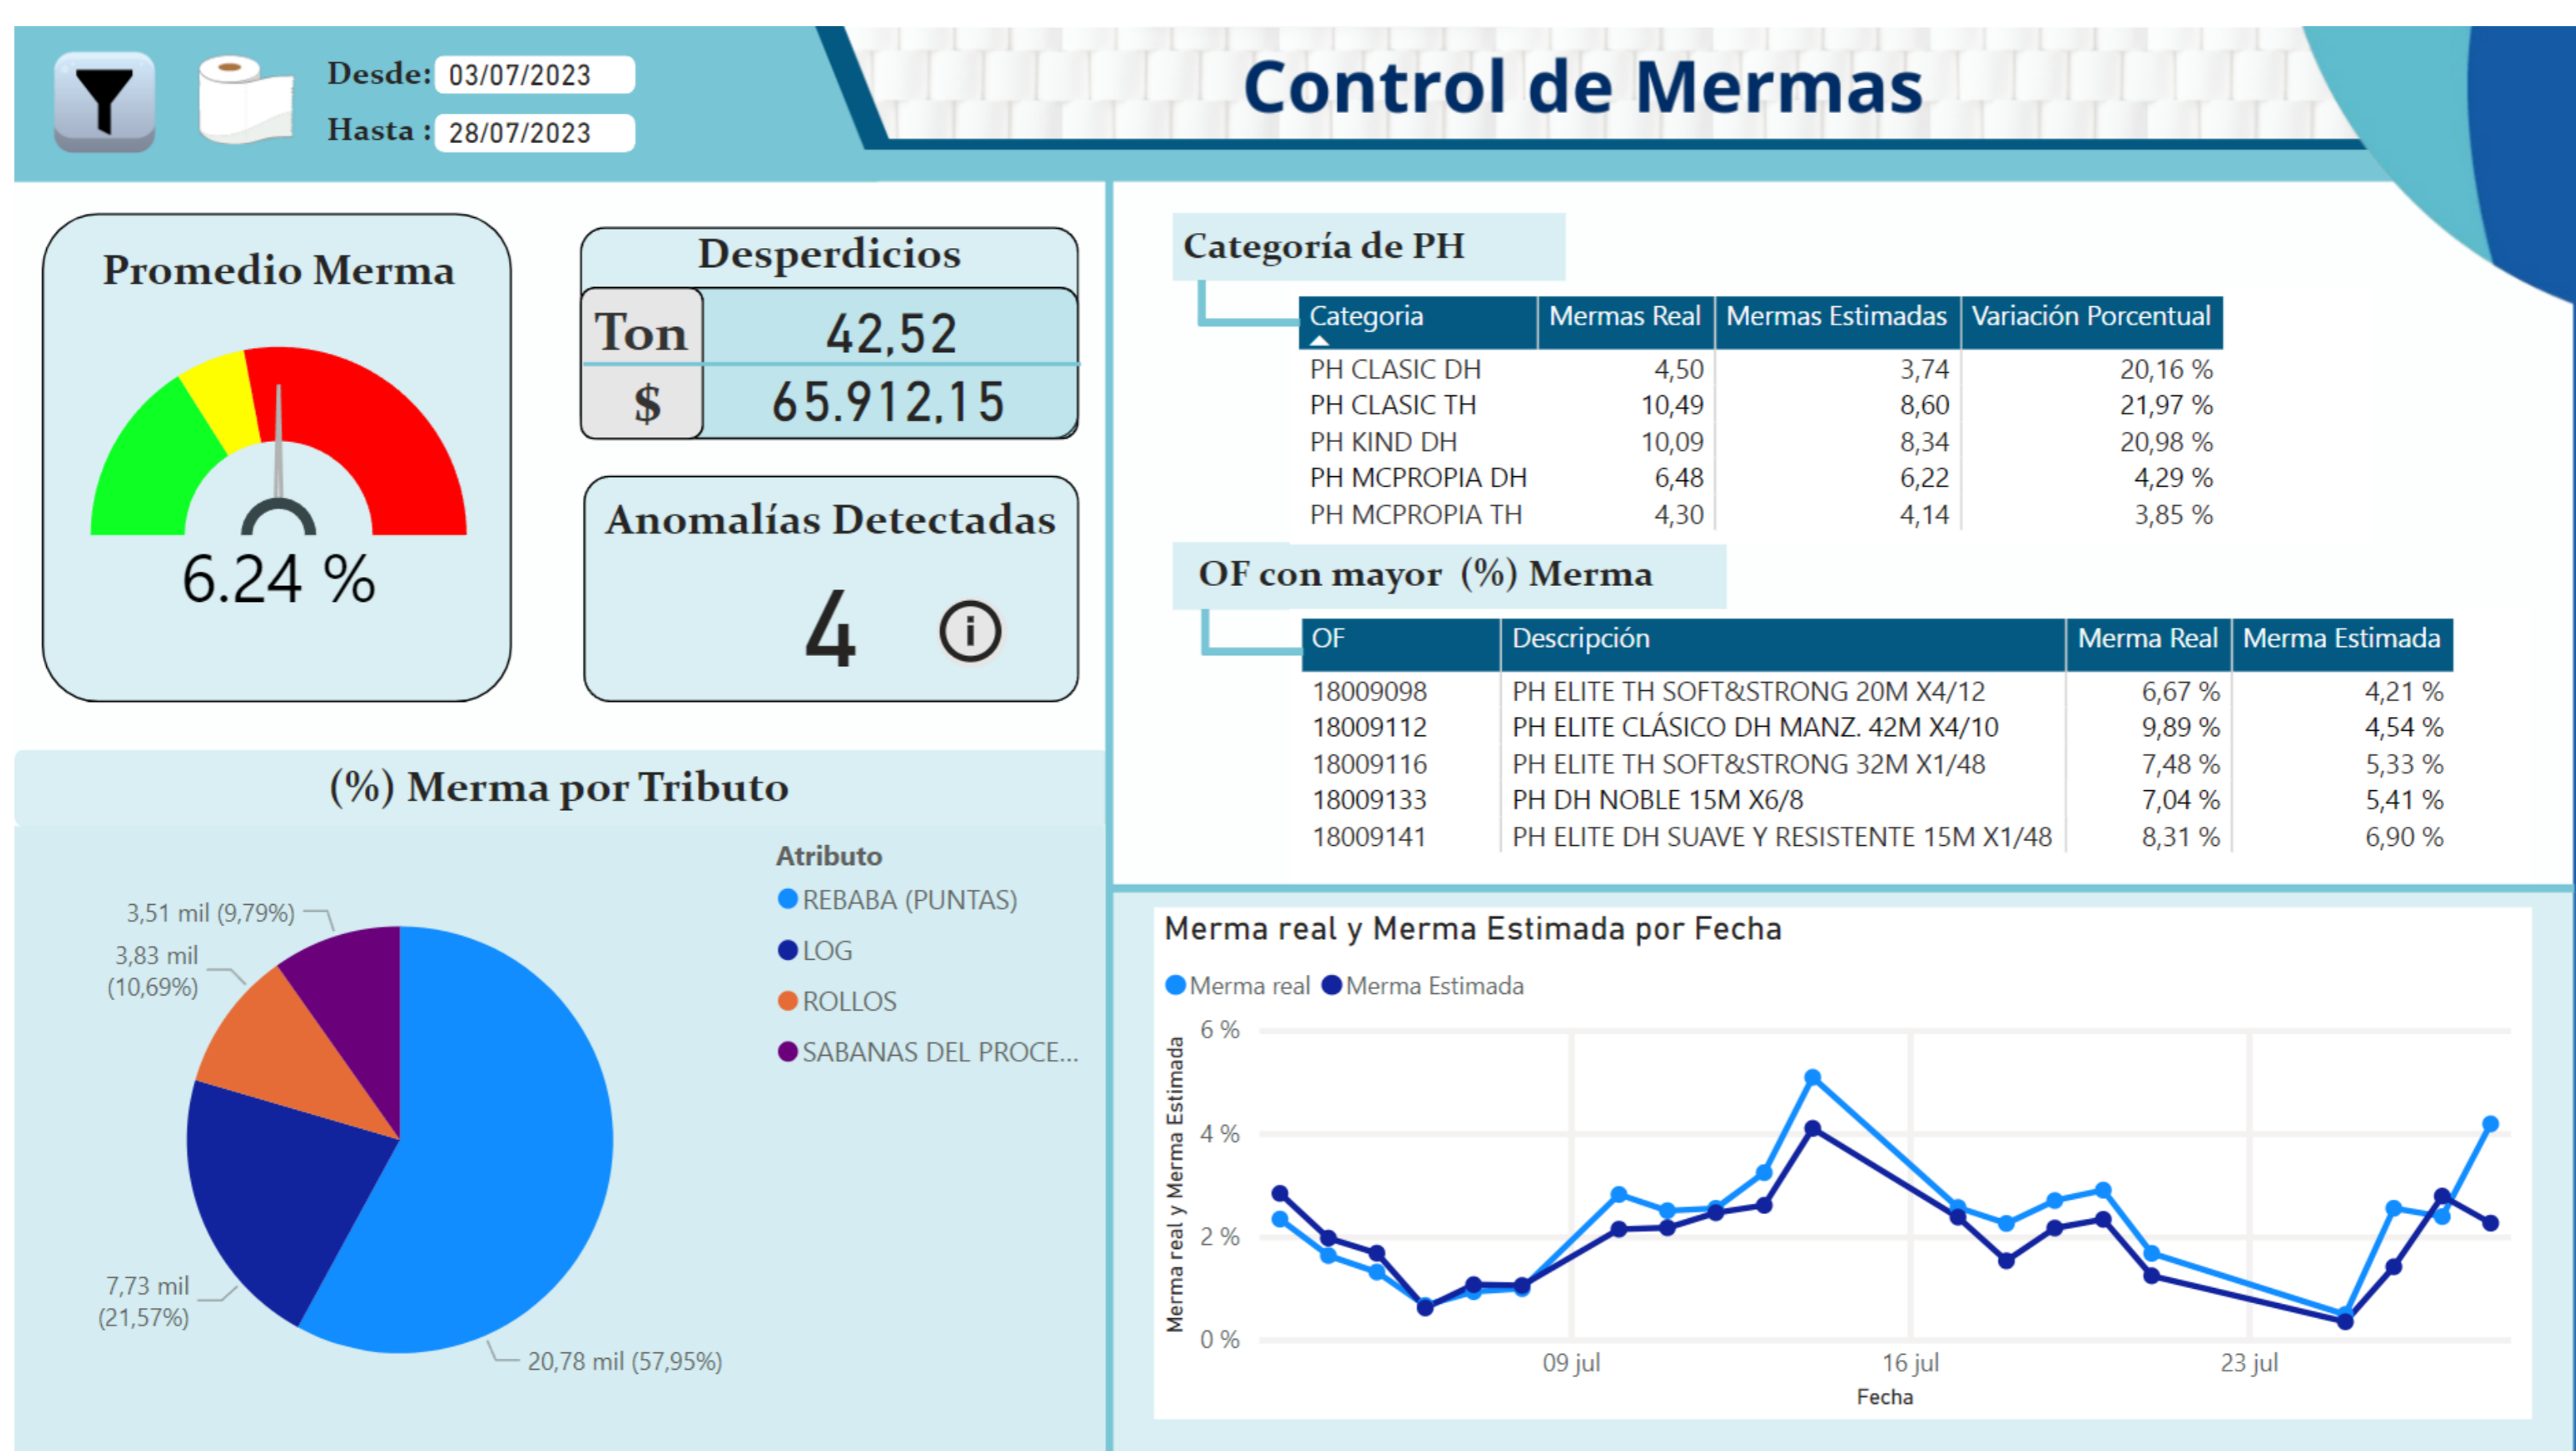 Desde: 03/07/2023
Hasta : 28/07/2023
Control de Mermas
Promedio Merma
6.24 %
Desperdicios
Ton 42,52
$ 65.912,15
Anomalías Detectadas
4 i
Categoría de PH
Categoria Mermas Real Mermas Estimadas Variación Porcentual
PH CLASIC DH 4,50 3,74 20,16 %
PH CLASIC TH 10,49 8,60 21,97 %
PH KIND DH 10,09 8,34 20,98 %
PH MCPROPIA DH 6,48 6,22 4,29 %
PH MCPROPIA TH 4,30 4,14 3,85 %
OF con mayor (%) Merma
OF Descripción Merma Real Merma Estimada
18009098 PH ELITE TH SOFT&STRONG 20M X4/12 6,67 % 4,21 %
18009112 PH ELITE CLÁSICO DH MANZ. 42M X4/10 9,89 % 4,54 %
18009116 PH ELITE TH SOFT&STRONG 32M X1/48 7,48 % 5,33 %
18009133 PH DH NOBLE 15M X6/8 7,04 % 5,41 %
18009141 PH ELITE DH SUAVE Y RESISTENTE 15M X1/48 8,31 % 6,90 %
(%) Merma por Tributo
Atributo
REBABA (PUNTAS)
LOG
ROLLOS
SABANAS DEL PROCE...
3,51 mil (9,79%)
3,83 mil
(10,69%)
7,73 mil
(21,57%)
20,78 mil (57,95%)
Merma real y Merma Estimada por Fecha
Merma real Merma Estimada
Merma real y Merma Estimada
6 %
4 %
2 %
0 %
09 jul 16 jul 23 jul
Fecha